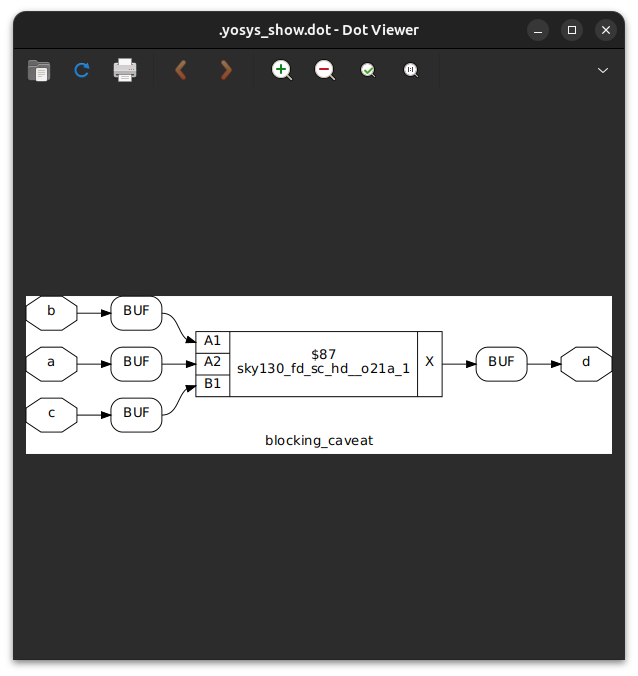 .yosys_show.dot - Dot Viewer
b
BUF
a
BUF
c
BUF
A1
A2
B1
$87
sky130_fd_sc_hd__o21a_1
X
BUF
d
blocking_caveat